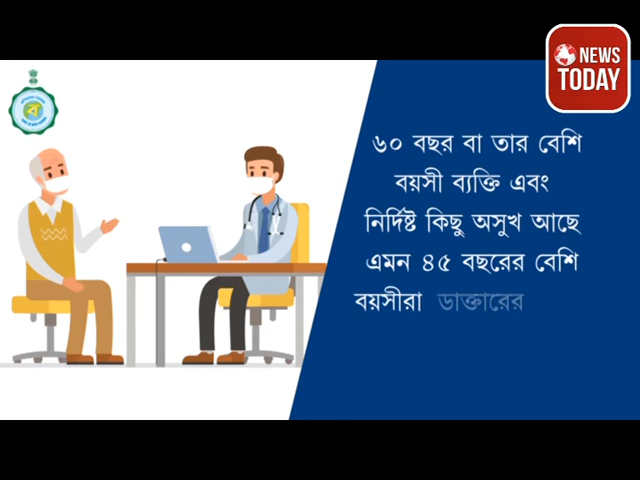 NEWS
TODAY
৬০ বছর বা তার বেশি
বয়সী ব্যক্তি এবং
নির্দিষ্ট কিছু অসুখ আছে
এমন ৪৫ বছরের বেশি
বয়সীরা ডাক্তারের
ব